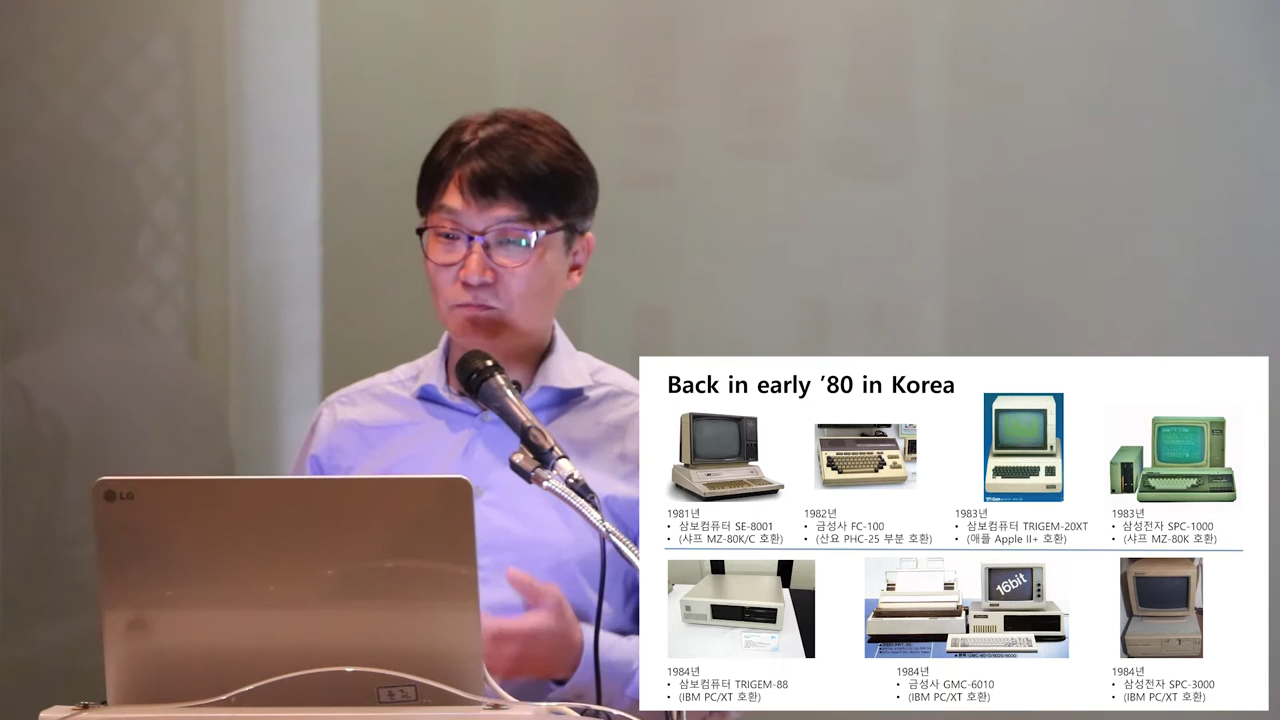 LG
Back in early ’80 in Korea
1981년
• 삼보컴퓨터 SE-8001
• (샤프 MZ-80K/C 호환)
1982년
• 금성사 FC-100
• (산요 PHC-25 부분 호환)
1983년
• 삼보컴퓨터 TRIGEM-20XT
• (애플 Apple II+ 호환)
1983년
• 삼성전자 SPC-1000
• (샤프 MZ-80K 호환)
16bit
1984년
• 삼보컴퓨터 TRIGEM-88
• (IBM PC/XT 호환)
1984년
• 금성사 GMC-6010
• (IBM PC/XT 호환)
1984년
• 삼성전자 SPC-3000
• (IBM PC/XT 호환)